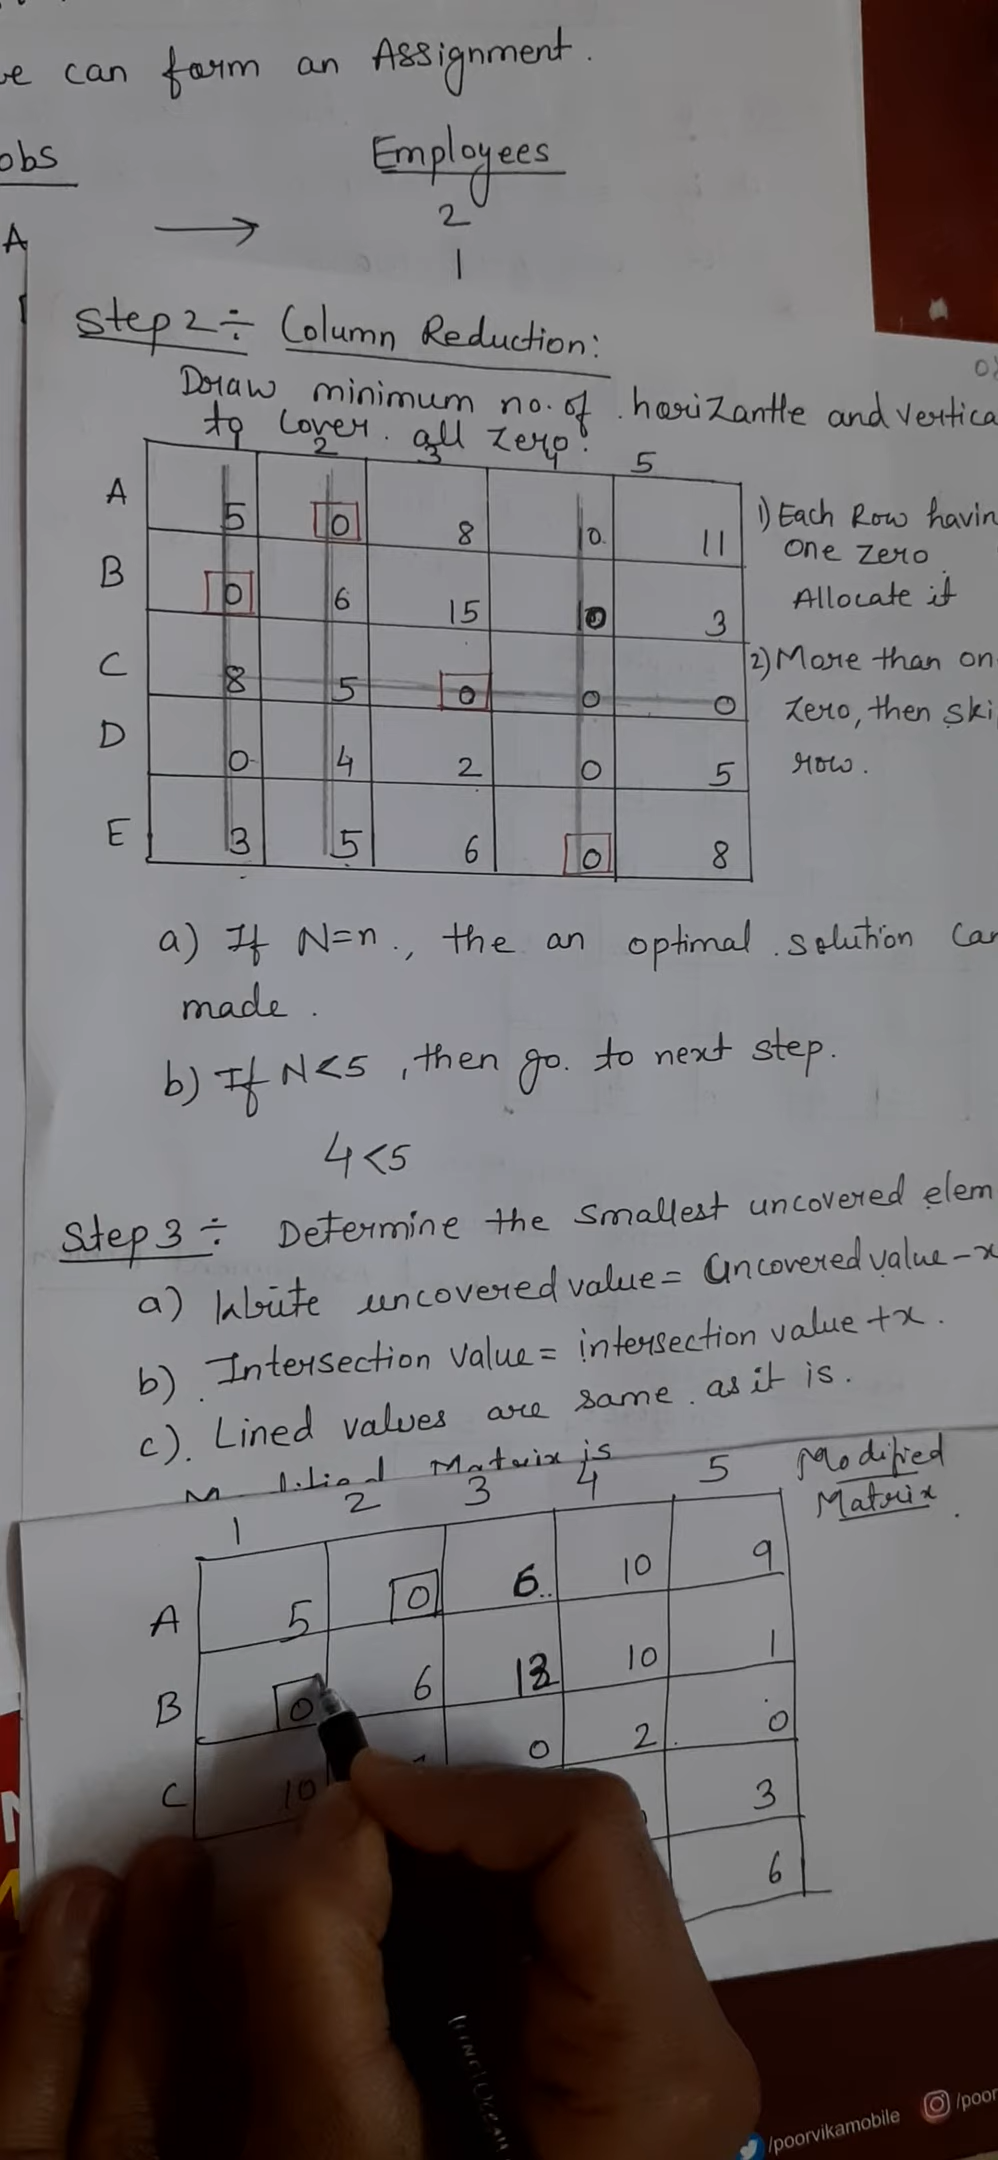 can form an Assignment.
obs Employees
A → 2
1
Step 2 ÷ Column Reduction:
Draw minimum no. of horizantle and vertica
to cover all zero.
2 3 4 5
A 5 0 8 0 11
B 0 6 15 0 3
C 8 5 0 0 0
D 0 4 2 0 5
E 3 5 6 0 8
1) Each Row havin
one zero
Allocate it
2) More than on
zero, then ski
row.
a) If N=n., the an optimal solution can
made.
b) If N<5, then go. to next step.
4<5
Step 3 ÷ Determine the smallest uncovered elem
a) Write uncovered value = Uncovered value - x
b). Intersection value = intersection value + x.
c). Lined values are same as it is.
Matrix is
1 2 3 4 5 Modified
Matrix.
A 5 0 6 10 9
B 0 6 10 1
C 10 0 2 0
3
6
/poorvikamobile /poor